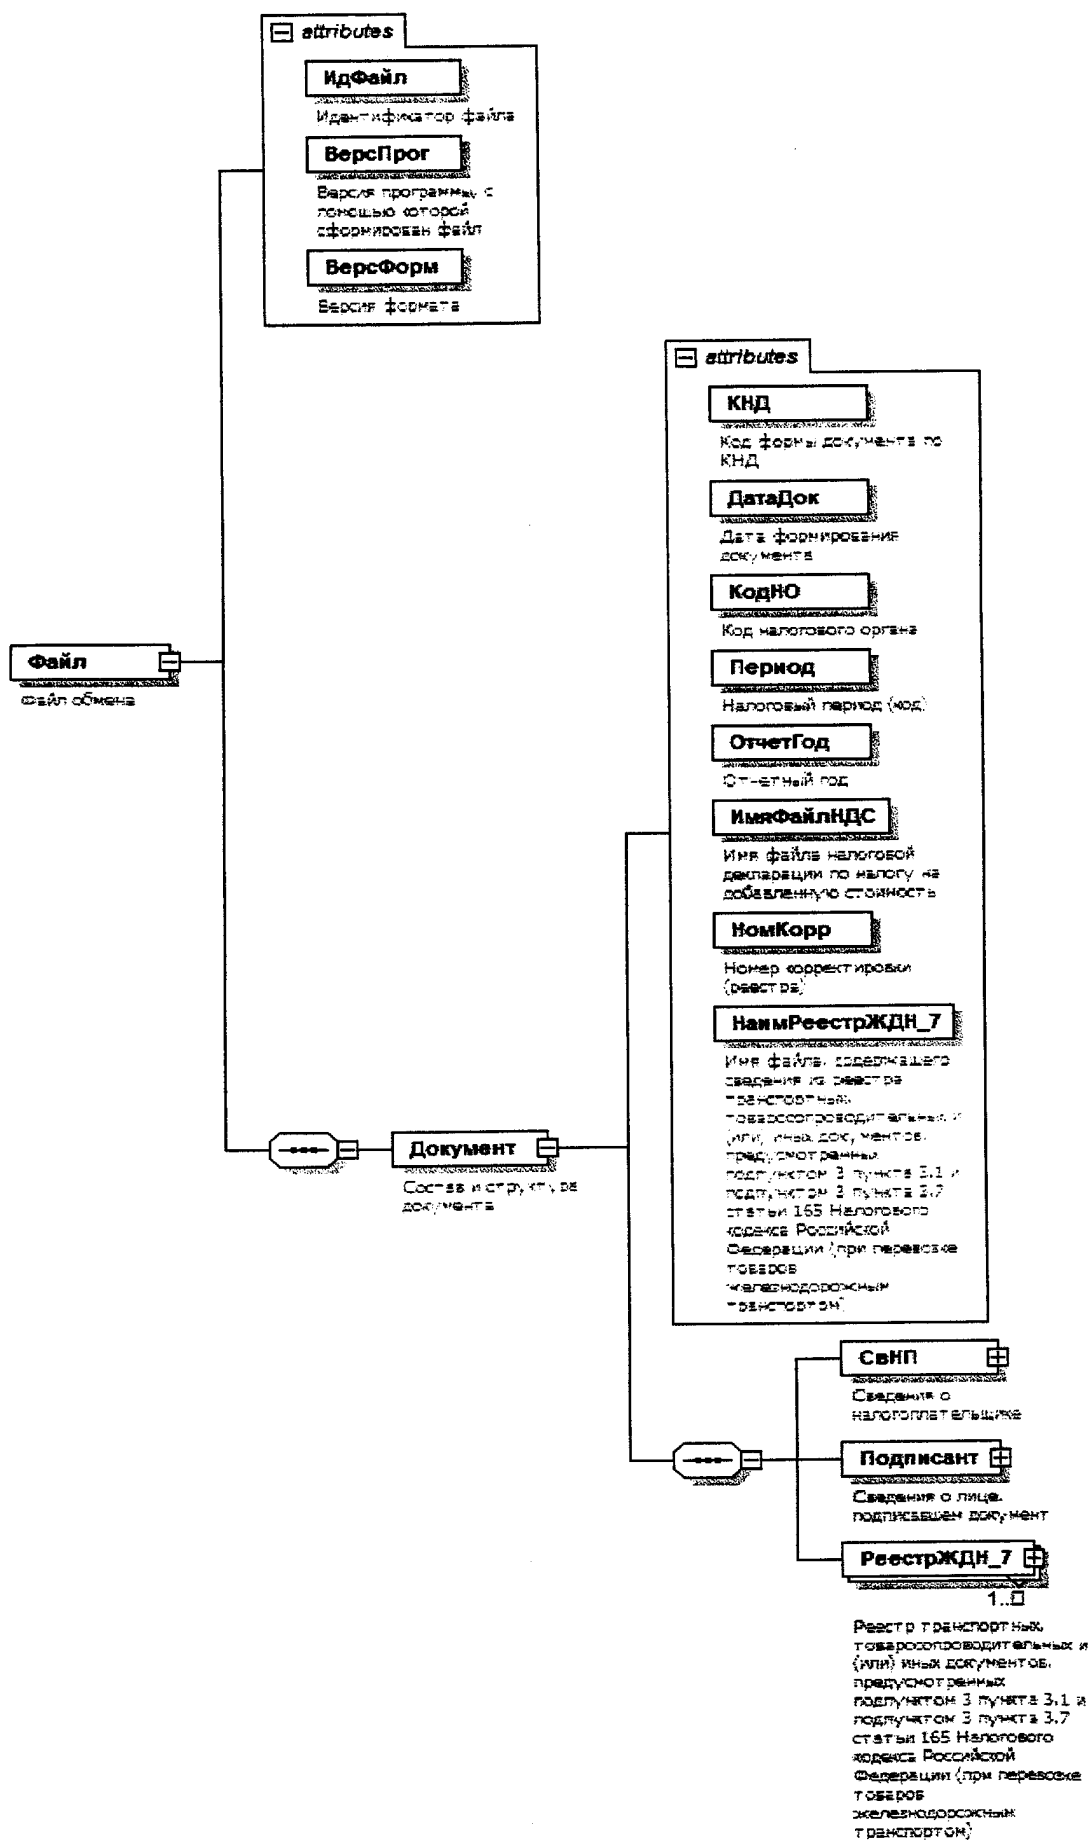 attributes
ИдФайл
Идентификатор файла
ВерсПрог
Версия программы, с
помощью которой
сформирован файл
ВерсФорм
Версия формата
attributes
КНД
Код формы документа по
КНД
ДатаДок
Дата формирования
документа
КодНО
Код налогового органа
Период
Налоговый период (код)
ОтчетГод
Отчетный год
ИмяФайлНДС
Имя файла налоговой
декларации по налогу на
добавленную стоимость
НомКорр
Номер корректировки
(реестра)
НаимРеестрЖДН_7
Имя файла, содержащего
сведения из реестра
транспортных,
товаросопроводительных и
(или) иных документов,
предусмотренных
подпунктом 3 пункта 3.1 и
подпунктом 3 пункта 3.7
статьи 165 Налогового
кодекса Российской
Федерации (при перевозке
товаров
железнодорожным
транспортом)
Файл
Файл обмена
Документ
Состав и структура
документа
СвНП
Сведения о
налогоплательщике
Подписант
Сведения о лице,
подписавшем документ
РеестрЖДН_7
1..
Реестр транспортных,
товаросопроводительных и
(или) иных документов,
предусмотренных
подпунктом 3 пункта 3.1 и
подпунктом 3 пункта 3.7
статьи 165 Налогового
кодекса Российской
Федерации (при перевозке
товаров
железнодорожным
транспортом)